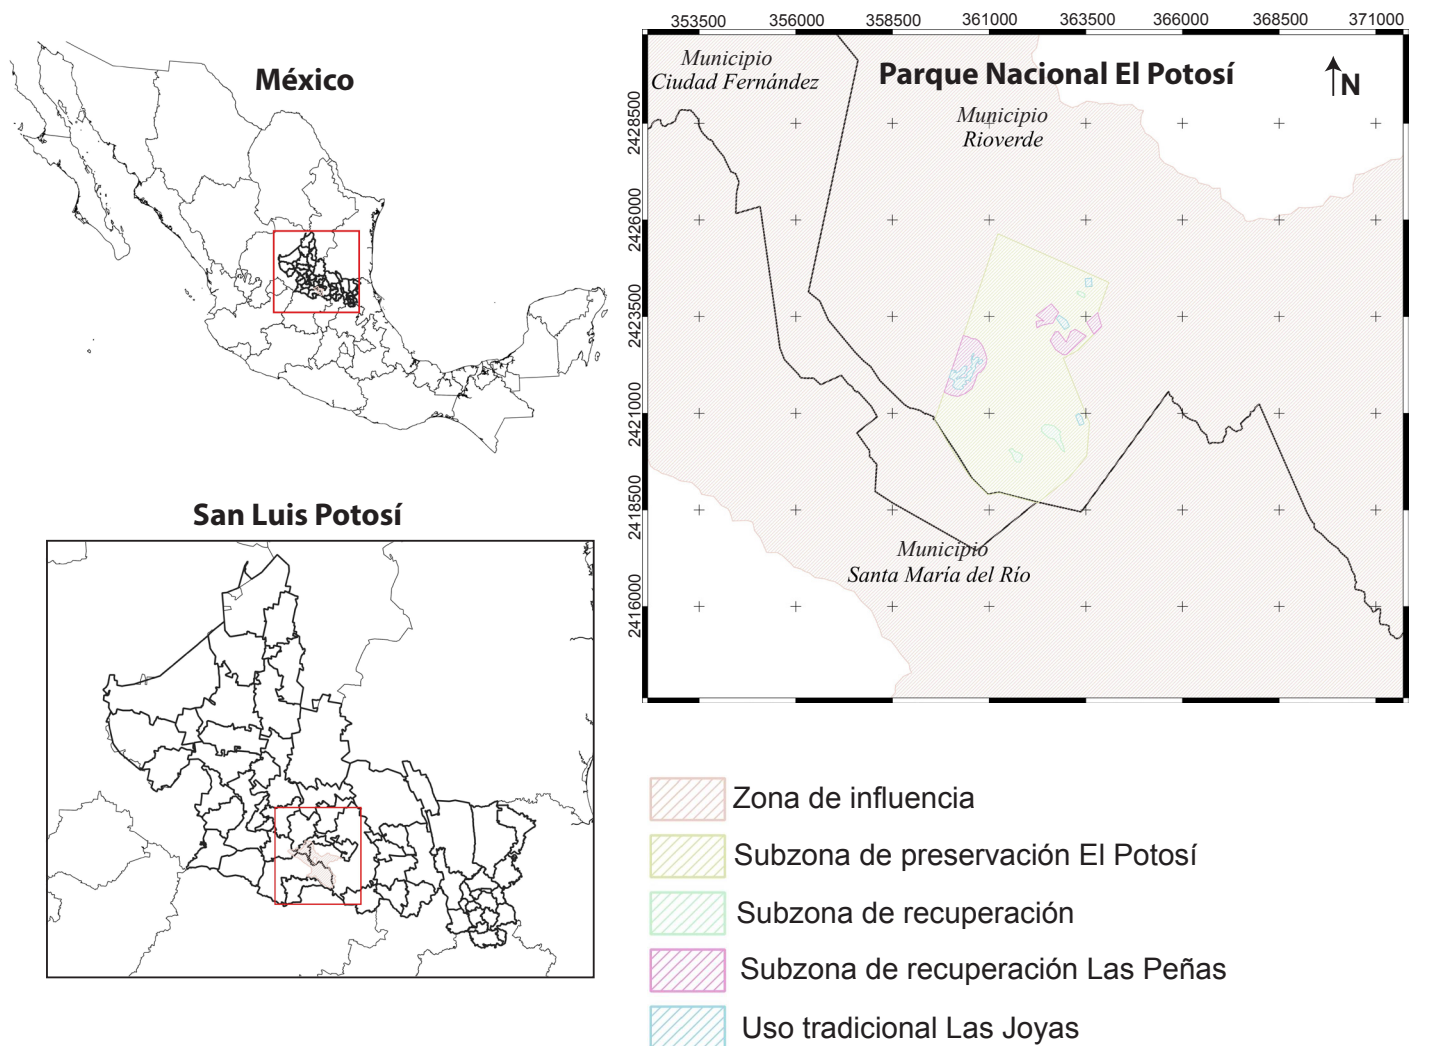 México
San Luis Potosí
353500 356000 358500 361000 363500 366000 368500 371000
Municipio
Ciudad Fernández
Parque Nacional El Potosí
N
Municipio
Rioverde
2428500
2426000
2423500
2421000
2418500
2416000
Municipio
Santa María del Río
Zona de influencia
Subzona de preservación El Potosí
Subzona de recuperación
Subzona de recuperación Las Peñas
Uso tradicional Las Joyas